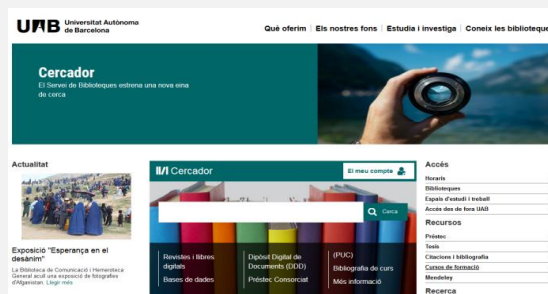 UAB Universitat Autònoma
de Barcelona
Què oferim Els nostres fons Estudia i investiga Coneix les biblioteque
Cercador
El Servei de Biblioteques estrena una nova eina
de cerca
Actualitat
Exposició "Esperança en el
desànim"
La Biblioteca de Comunicació i Hemeroteca
General acull una exposició de fotografies
d'Afganistan. Llegir més
Cercador
El meu compte
Cerca
Revistes i llibres
digitals
Bases de dades
Dipòsit Digital de
Documents (DDD)
Préstec Consorciat
(PUC)
Bibliografia de curs
Més informació
Accés
Horaris
Biblioteques
Espais d'estudi i treball
Accés des de fora UAB
Recursos
Préstec
Tesis
Citacions i bibliografia
Cursos de formació
Mendeley
Recerca